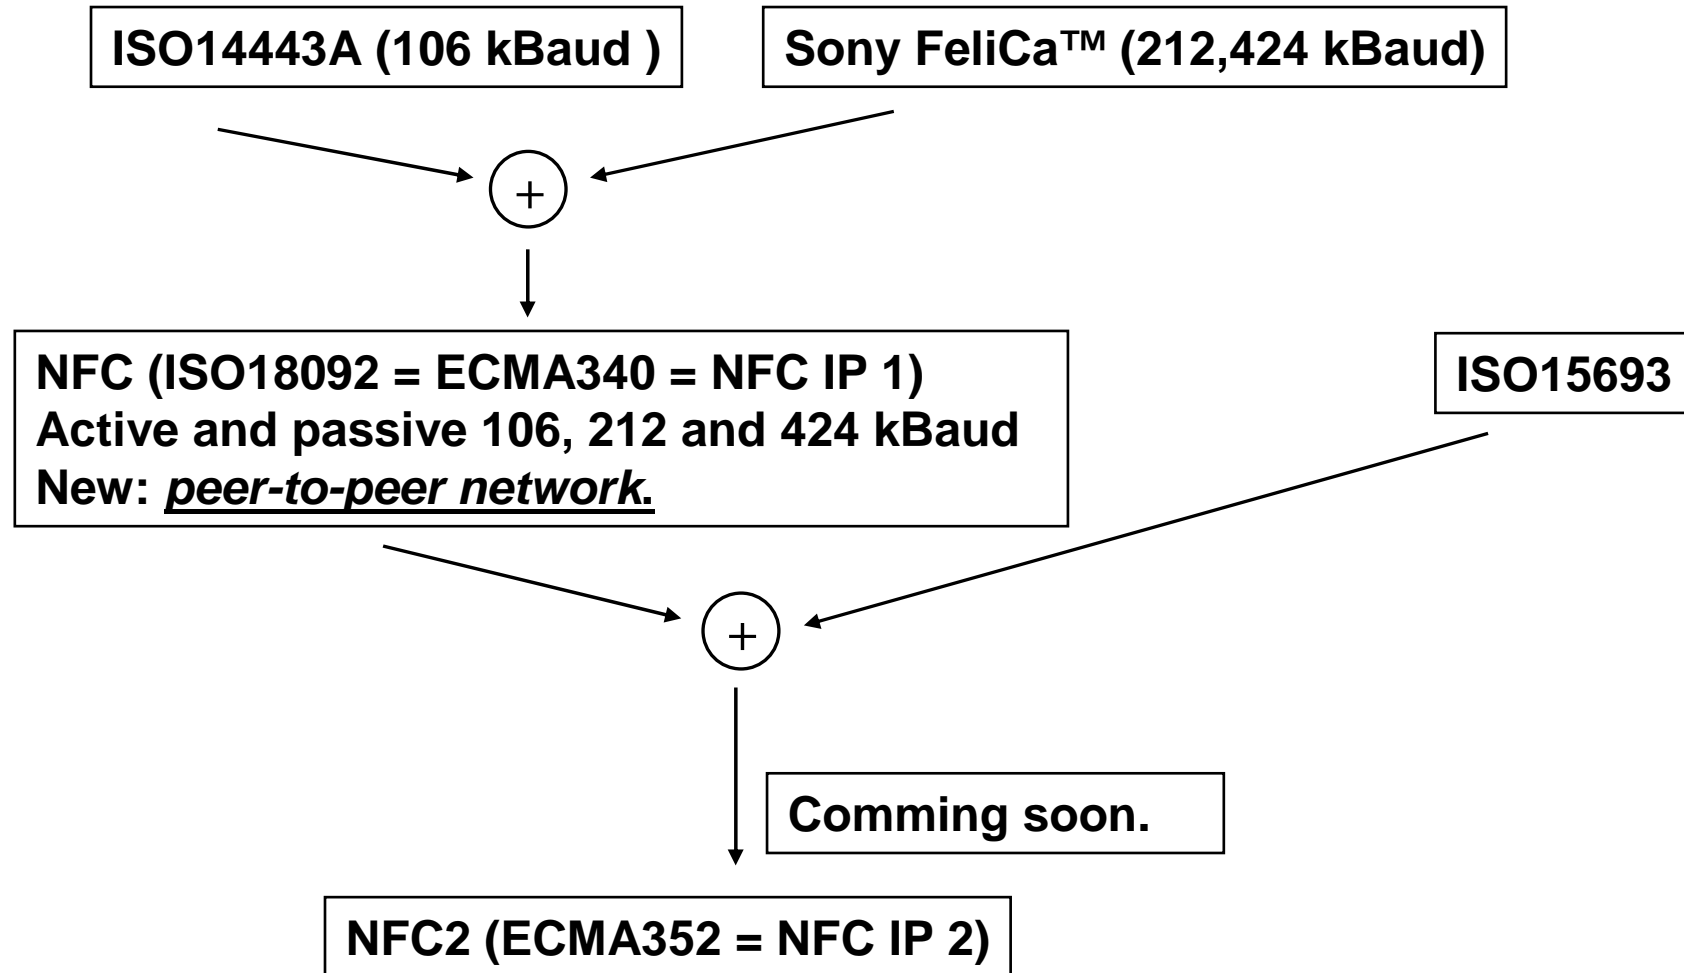 ISO14443A (106 kBaud )
Sony FeliCa™ (212,424 kBaud)
+
NFC (ISO18092 = ECMA340 = NFC IP 1)
Active and passive 106, 212 and 424 kBaud
New: peer-to-peer network.
ISO15693
+
Comming soon.
NFC2 (ECMA352 = NFC IP 2)